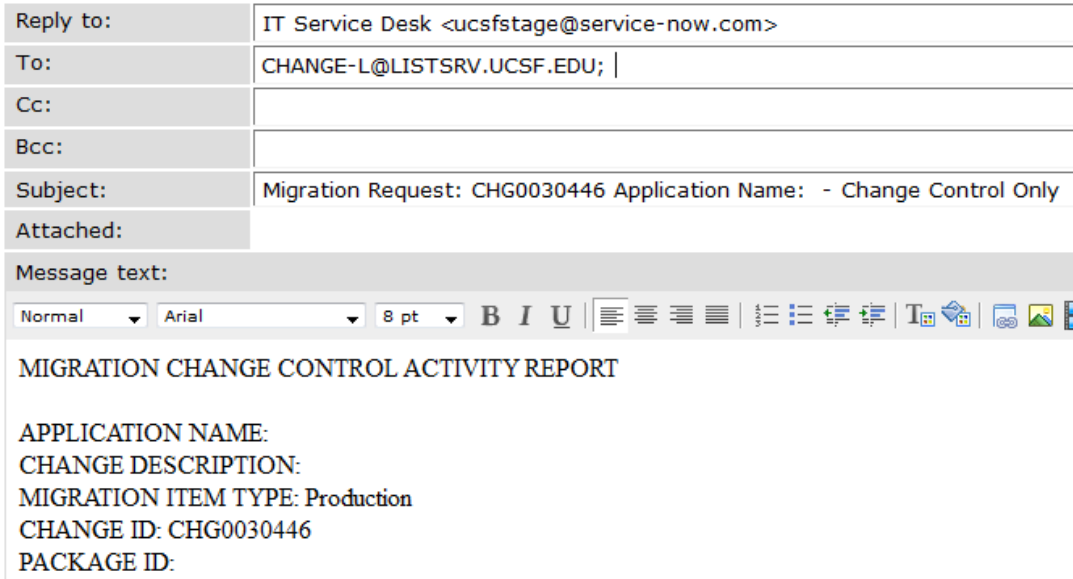 Reply to: IT Service Desk <ucsfstage@service-now.com>
To: CHANGE-L@LISTSRV.UCSF.EDU;
Cc:
Bcc:
Subject: Migration Request: CHG0030446 Application Name:  - Change Control Only
Attached:
Message text:
Normal Arial 8 pt B I U
MIGRATION CHANGE CONTROL ACTIVITY REPORT
APPLICATION NAME:
CHANGE DESCRIPTION:
MIGRATION ITEM TYPE: Production
CHANGE ID: CHG0030446
PACKAGE ID: